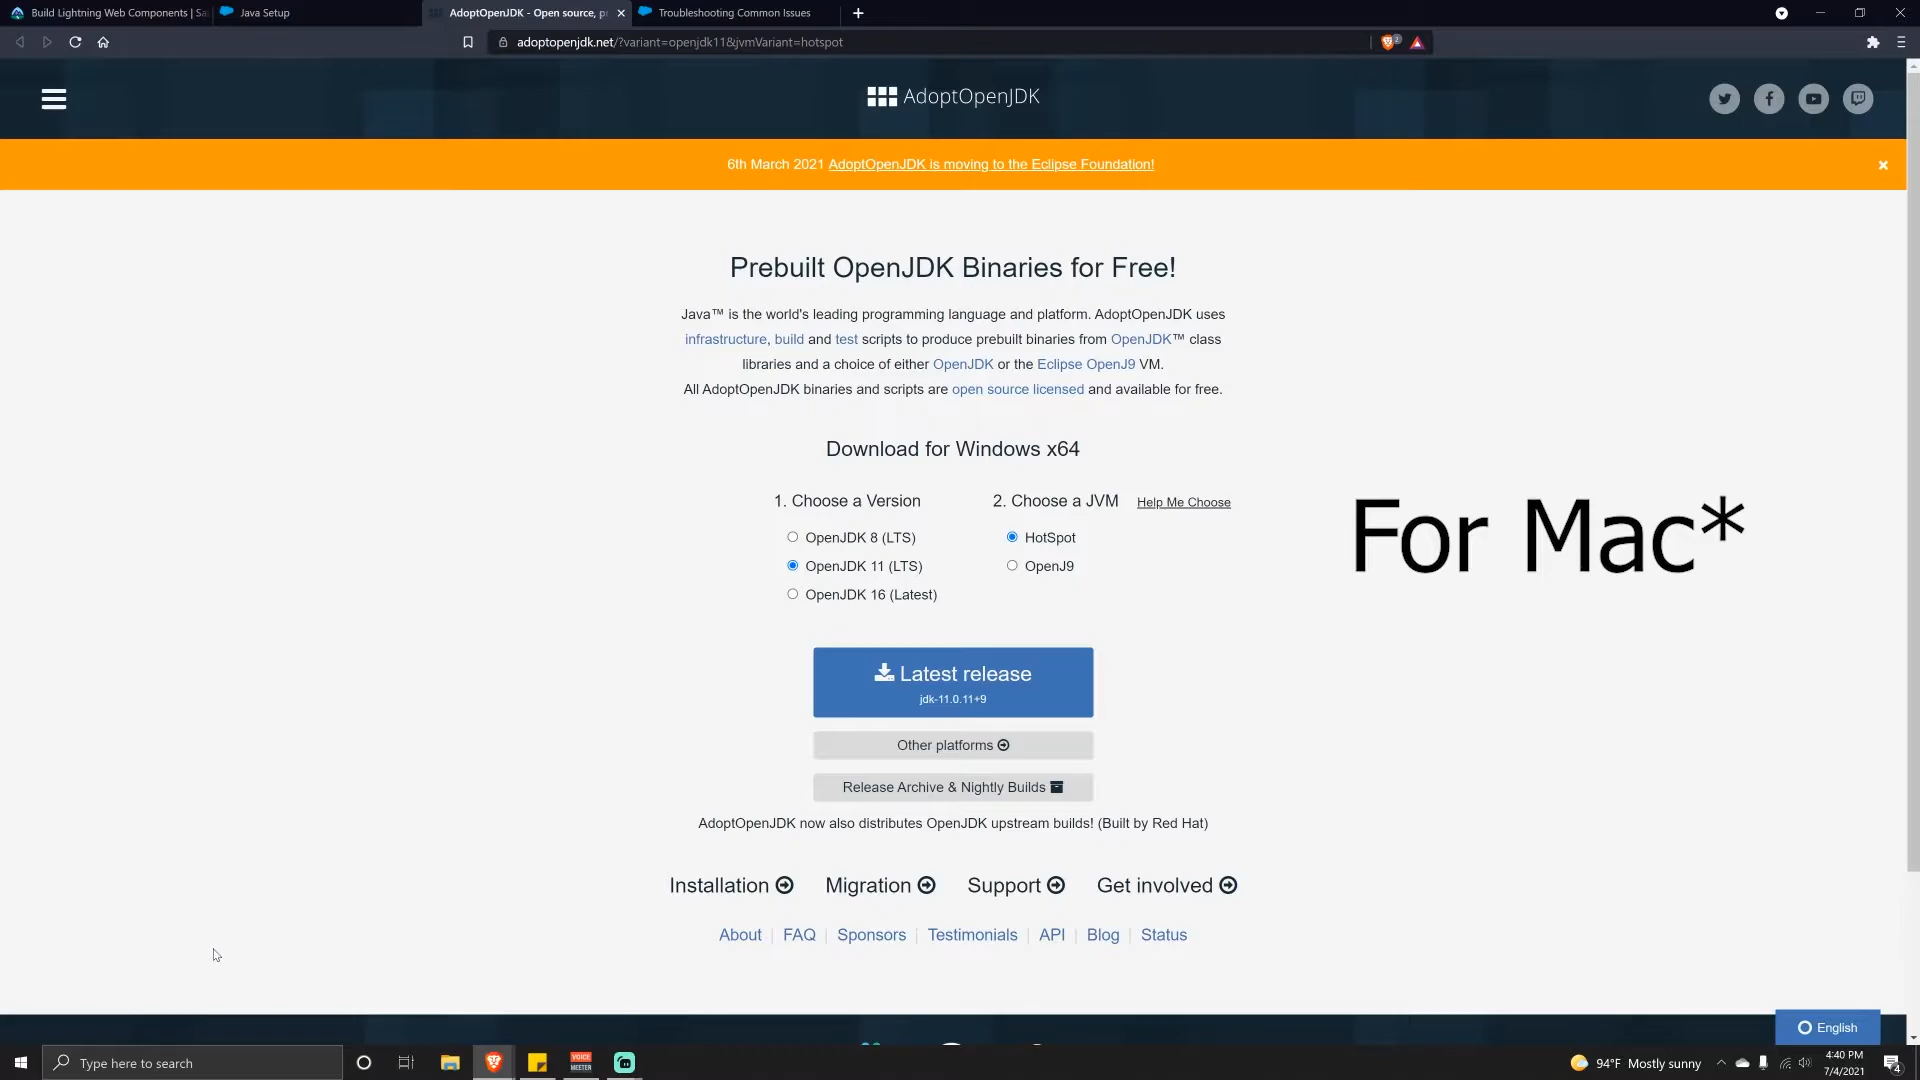 Build Lightning Web Components | Sa
Java Setup
AdoptOpenJDK - Open source, p
Troubleshooting Common Issues
adoptopenjdk.net/?variant=openjdk11&jvmVariant=hotspot
2
AdoptOpenJDK
6th March 2021 AdoptOpenJDK is moving to the Eclipse Foundation!
Prebuilt OpenJDK Binaries for Free!
Java™ is the world's leading programming language and platform. AdoptOpenJDK uses
infrastructure, build and test scripts to produce prebuilt binaries from OpenJDK™ class
libraries and a choice of either OpenJDK or the Eclipse OpenJ9 VM.
All AdoptOpenJDK binaries and scripts are open source licensed and available for free.
Download for Windows x64
1. Choose a Version
2. Choose a JVM
Help Me Choose
OpenJDK 8 (LTS)
HotSpot
OpenJDK 11 (LTS)
OpenJ9
OpenJDK 16 (Latest)
For Mac*
Latest release
jdk-11.0.11+9
Other platforms
Release Archive & Nightly Builds
AdoptOpenJDK now also distributes OpenJDK upstream builds! (Built by Red Hat)
Installation
Migration
Support
Get involved
About | FAQ | Sponsors | Testimonials | API | Blog | Status
English
Type here to search
VOICE
MEETER
94°F Mostly sunny
4:40 PM
7/4/2021
4